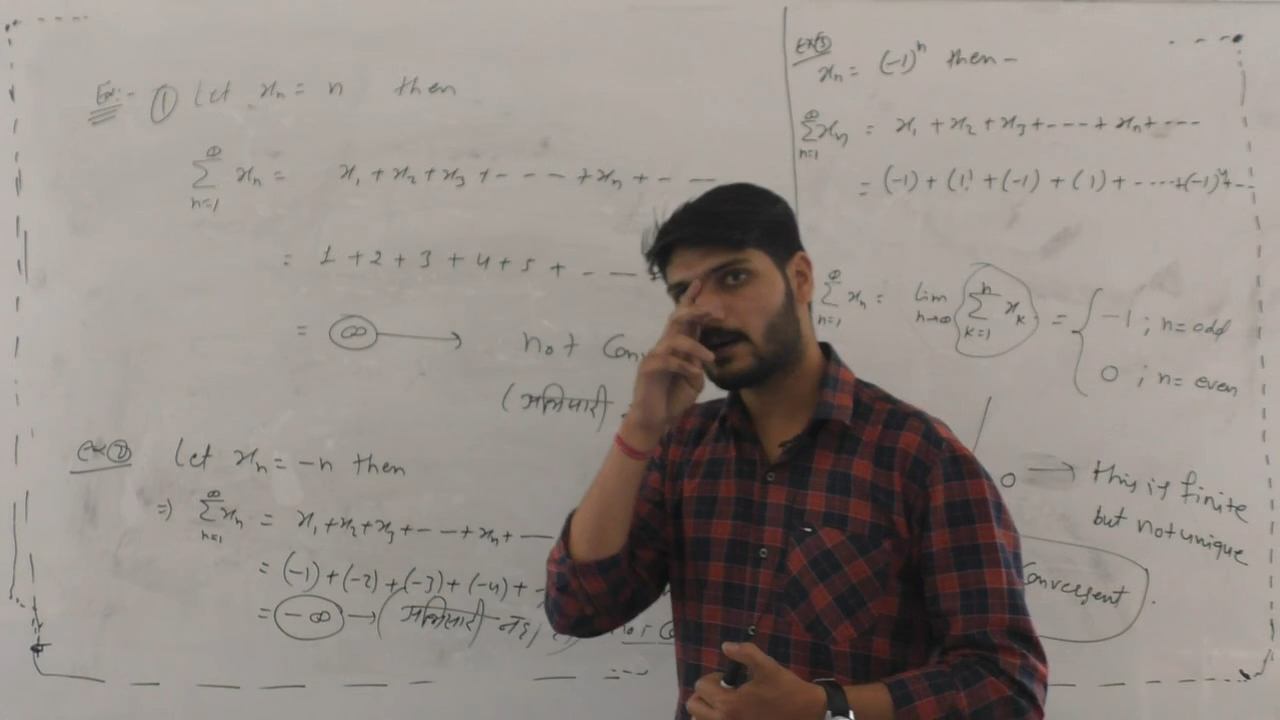 Ex:- ① Let xₙ = n then
∞ Σ n=1 xₙ = x₁ + x₂ + x₃ + - - - - + xₙ + - --
= 1 + 2 + 3 + 4 + 5 + - --
= ∞ → not
(अभिसारी
Ex② Let xₙ = -n then
⇒ ∞ Σ n=1 xₙ = x₁ + x₂ + x₃ + - - - + xₙ + ---
= (-1) + (-2) + (-3) + (-4) + -
= -∞ → (अभिसारी
Ex③
xₙ = (-1)ⁿ then -
∞ Σ n=1 xₙ = x₁ + x₂ + x₃ + - --- + xₙ + ----
= (-1) + (1) + (-1) + (1) + - ---- + (-1)ⁿ + --
∞ Σ n=1 xₙ = lim n→∞ n Σ k=1 xₖ = { -1 ; n = odd
0 ; n = even
0 → this is finite
but not unique
Convergent .